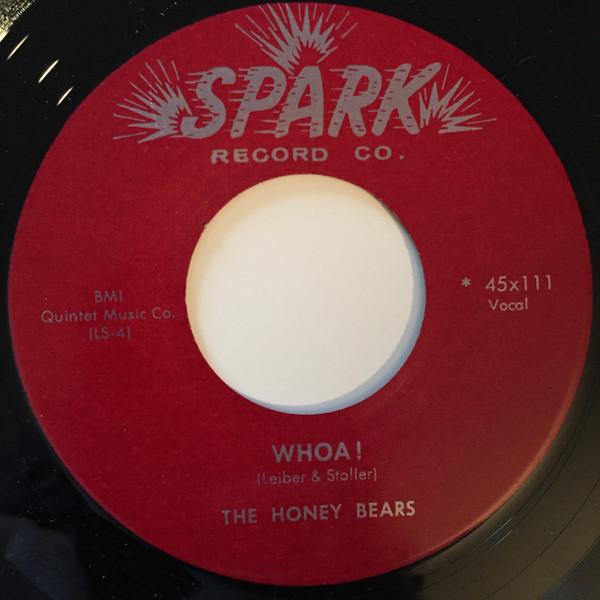 SPARK
RECORD CO.
BMI
Quintet Music Co.
(LS-4)
* 45x111
Vocal
WHOA!
(Leiber & Stoller)
THE HONEY BEARS